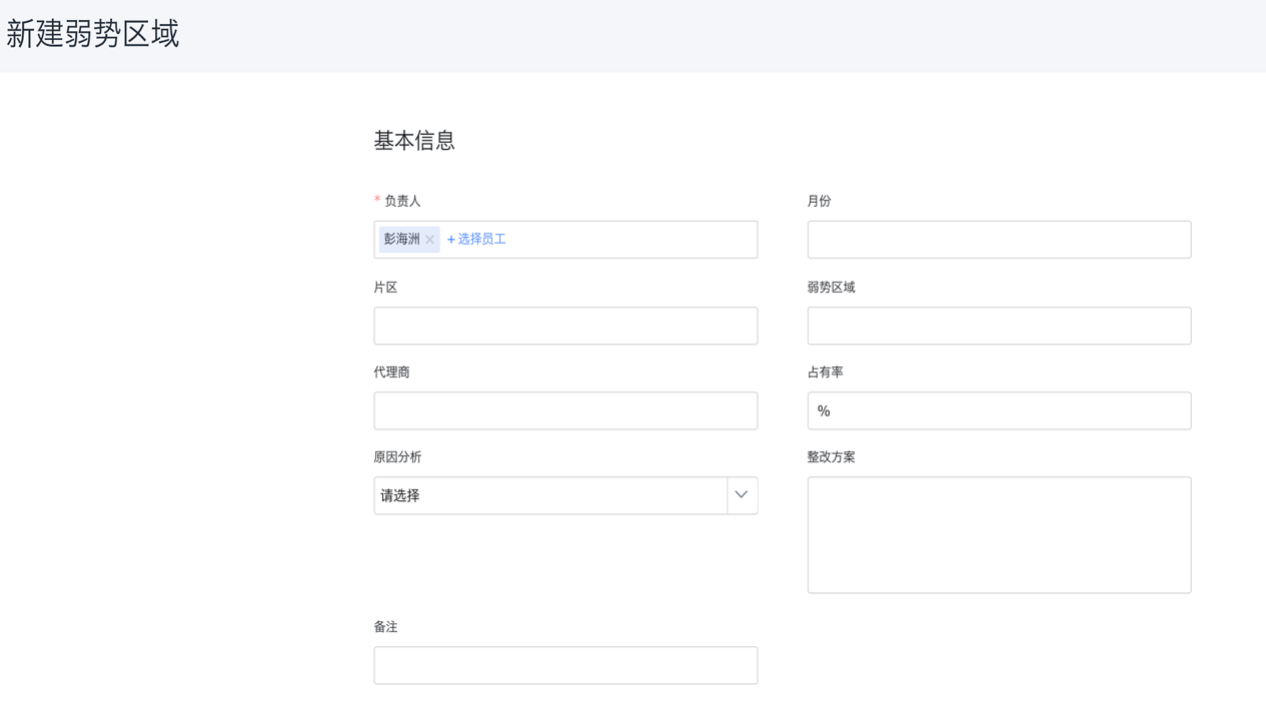 新建弱势区域
基本信息
* 负责人
月份
彭海洲 × +选择员工
片区
弱势区域
代理商
占有率
%
原因分析
整改方案
请选择
备注